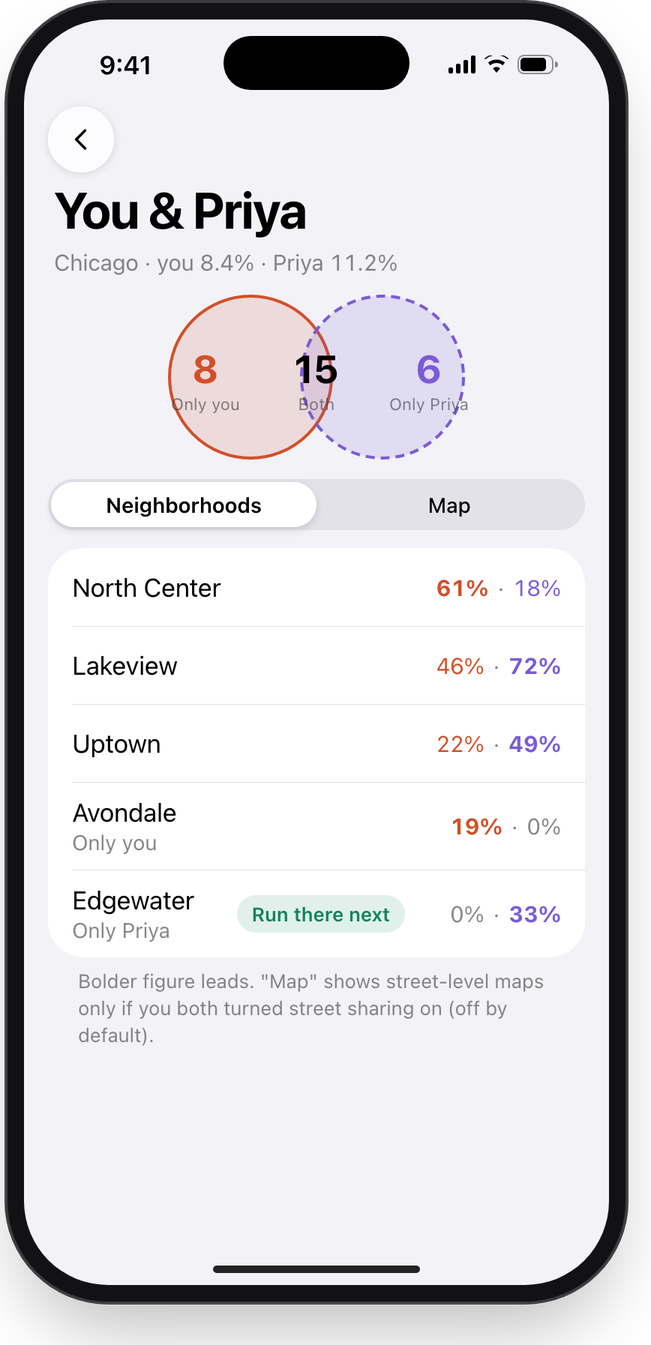 9:41
You & Priya
Chicago · you 8.4% · Priya 11.2%
8 15 6
Only you Both Only Priya
Neighborhoods Map
North Center 61% · 18%
Lakeview 46% · 72%
Uptown 22% · 49%
Avondale 19% · 0%
Only you
Edgewater Run there next 0% · 33%
Only Priya
Bolder figure leads. "Map" shows street-level maps
only if you both turned street sharing on (off by
default).